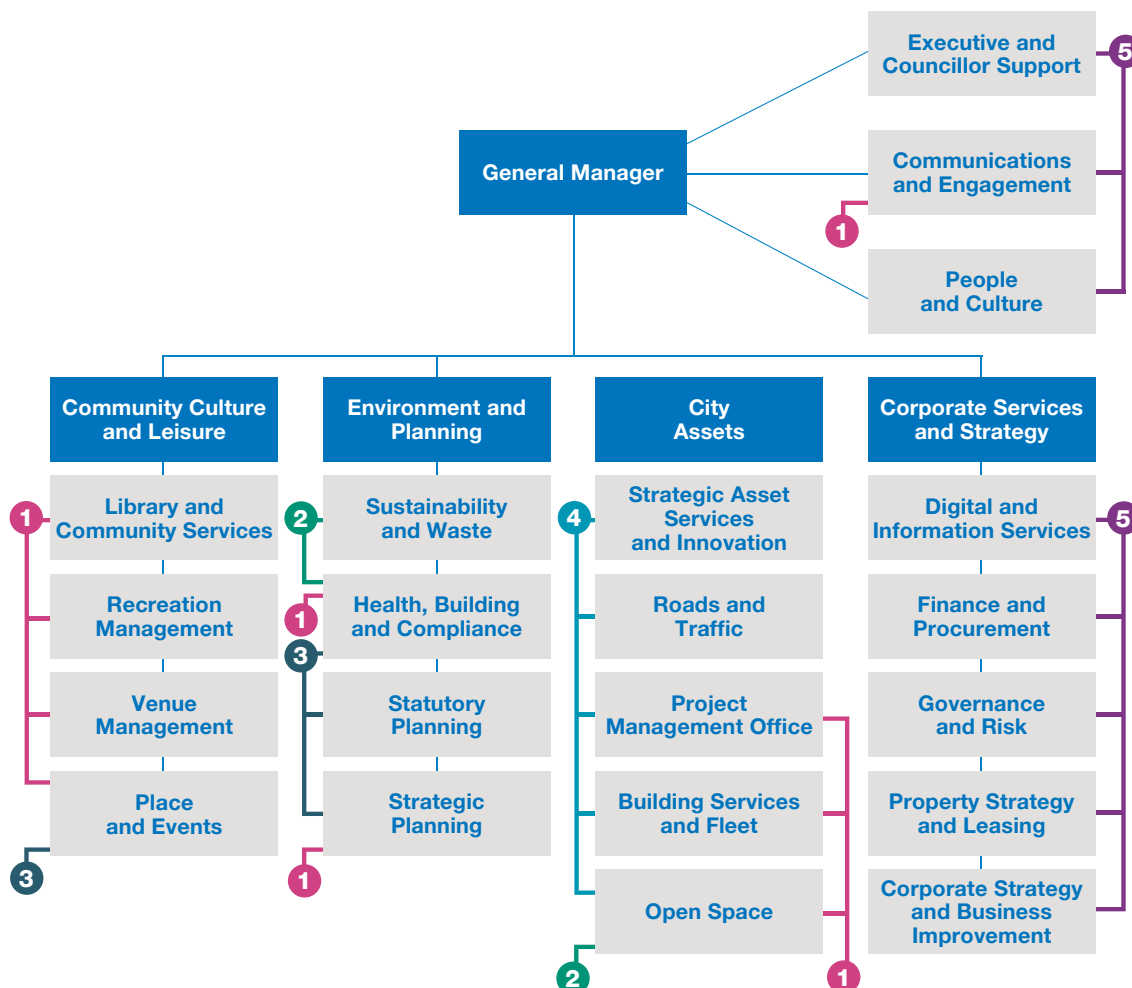 Executive and
Councillor Support
5
General Manager
Communications
and Engagement
1
People
and Culture
Community Culture
and Leisure
Environment and
Planning
City
Assets
Corporate Services
and Strategy
1
Library and
Community Services
Recreation
Management
Venue
Management
Place
and Events
3
2
Sustainability
and Waste
1
Health, Building
and Compliance
3
Statutory
Planning
Strategic
Planning
1
4
Strategic Asset
Services
and Innovation
Roads and
Traffic
Project
Management Office
Building Services
and Fleet
Open Space
2
1
Digital and
Information Services
5
Finance and
Procurement
Governance
and Risk
Property Strategy
and Leasing
Corporate Strategy
and Business
Improvement